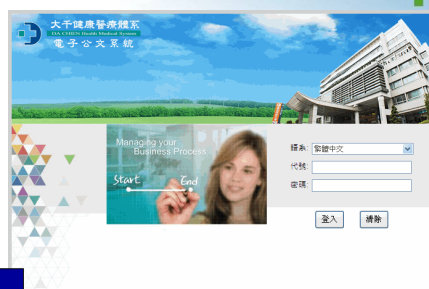 大千健康醫療體系
DA CHIEN Health Medical System
電子公文系統
Managing your
Business Process
Start
End
語系: 繁體中文
代號:
密碼:
登入
清除